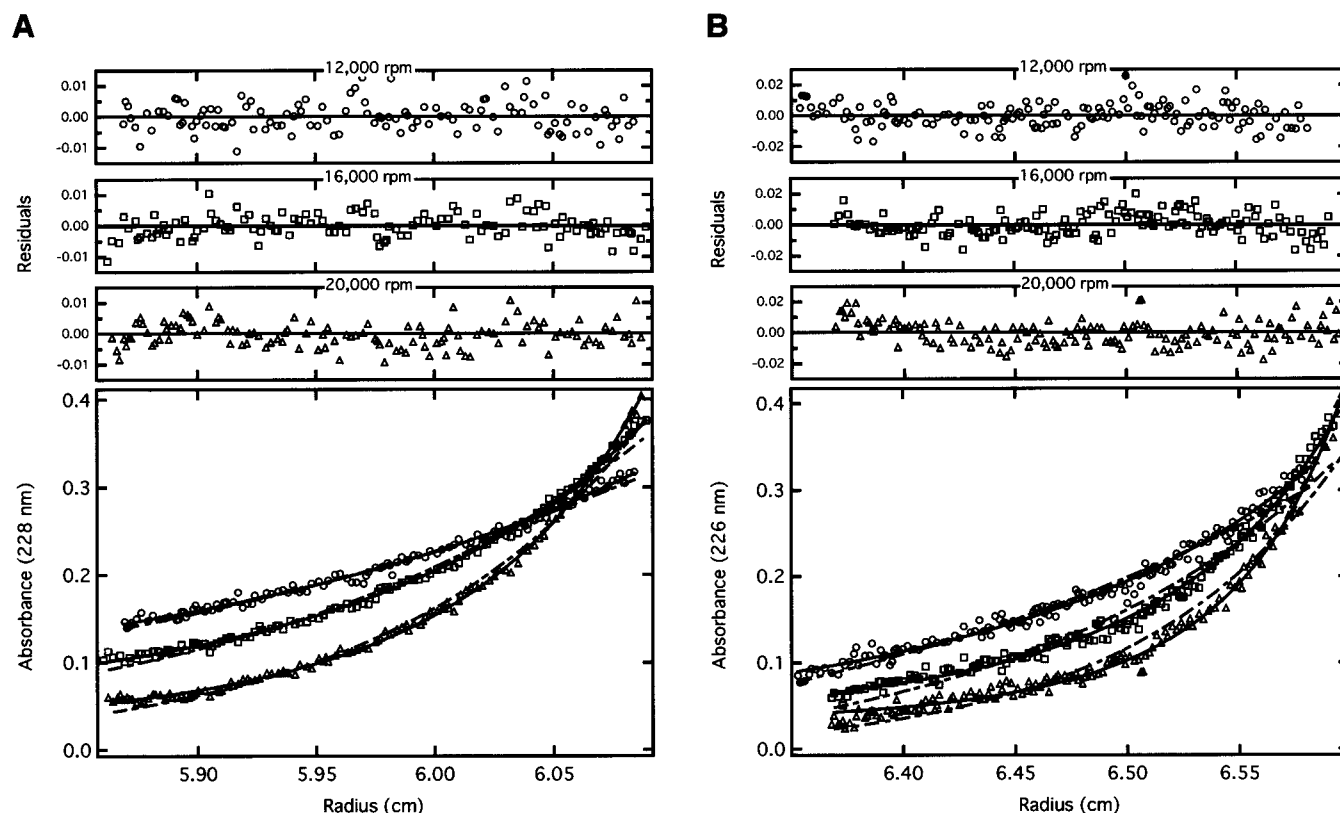 A
12,000 rpm
0.01
0.00
-0.01
16,000 rpm
0.01
0.00
-0.01
Residuals
20,000 rpm
0.01
0.00
-0.01
0.4
0.3
0.2
0.1
0.0
Absorbance (228 nm)
5.90
5.95
6.00
6.05
Radius (cm)
B
12,000 rpm
0.02
0.00
-0.02
16,000 rpm
0.02
0.00
-0.02
Residuals
20,000 rpm
0.02
0.00
-0.02
0.4
0.3
0.2
0.1
0.0
Absorbance (226 nm)
6.40
6.45
6.50
6.55
Radius (cm)